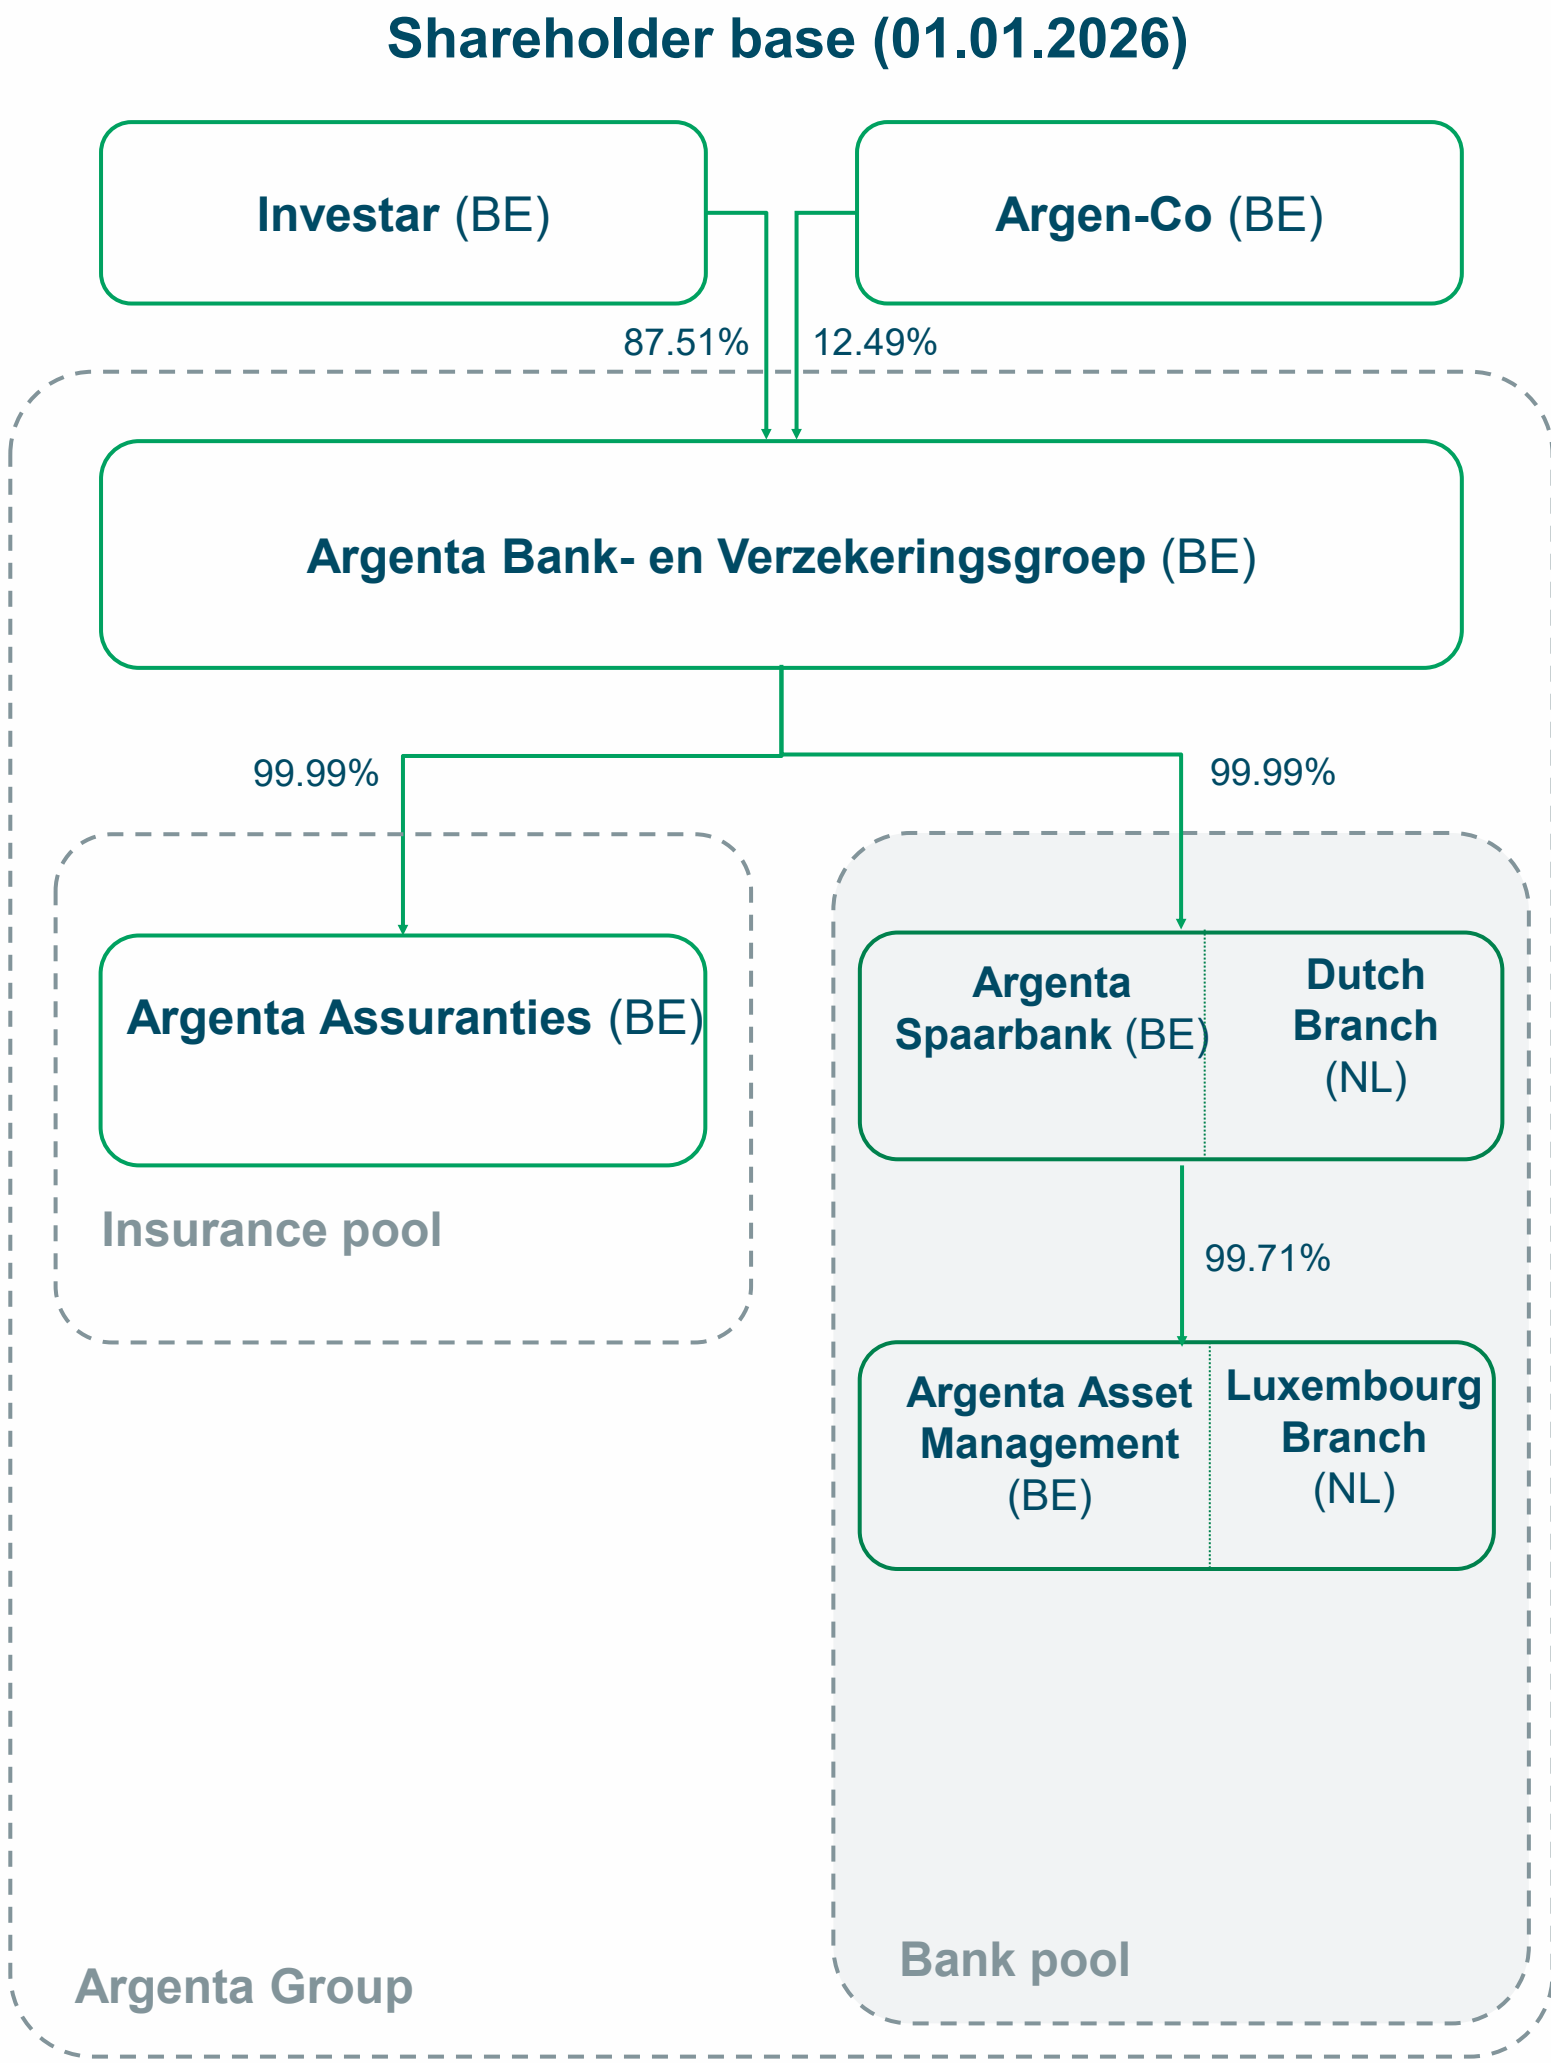 Shareholder base (01.01.2026)
Investar (BE)
Argen-Co (BE)
87.51%
12.49%
Argenta Bank- en Verzekeringsgroep (BE)
99.99%
99.99%
Argenta Assuranties (BE)
Insurance pool
Argenta
Spaarbank (BE)
Dutch
Branch
(NL)
99.71%
Argenta Asset
Management
(BE)
Luxembourg
Branch
(NL)
Bank pool
Argenta Group